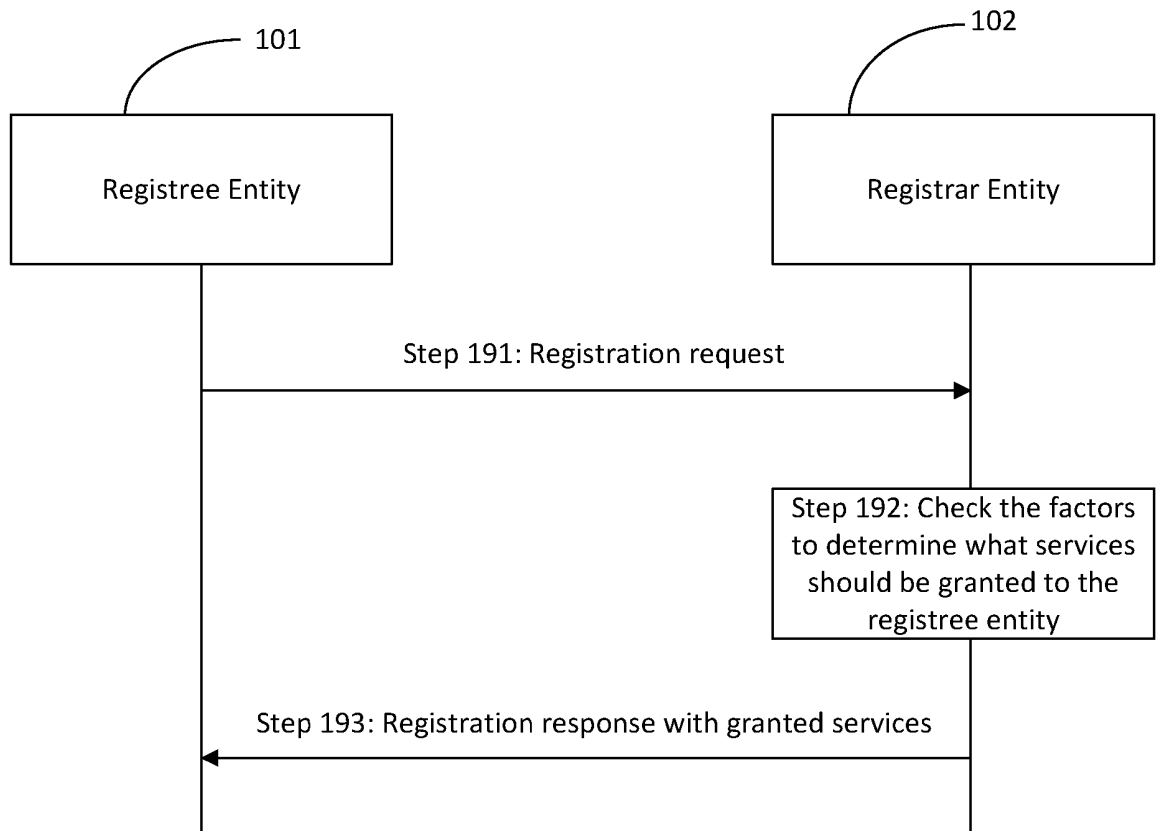 101
102
Registree Entity
Registrar Entity
Step 191: Registration request
Step 192: Check the factors
to determine what services
should be granted to the
registree entity
Step 193: Registration response with granted services